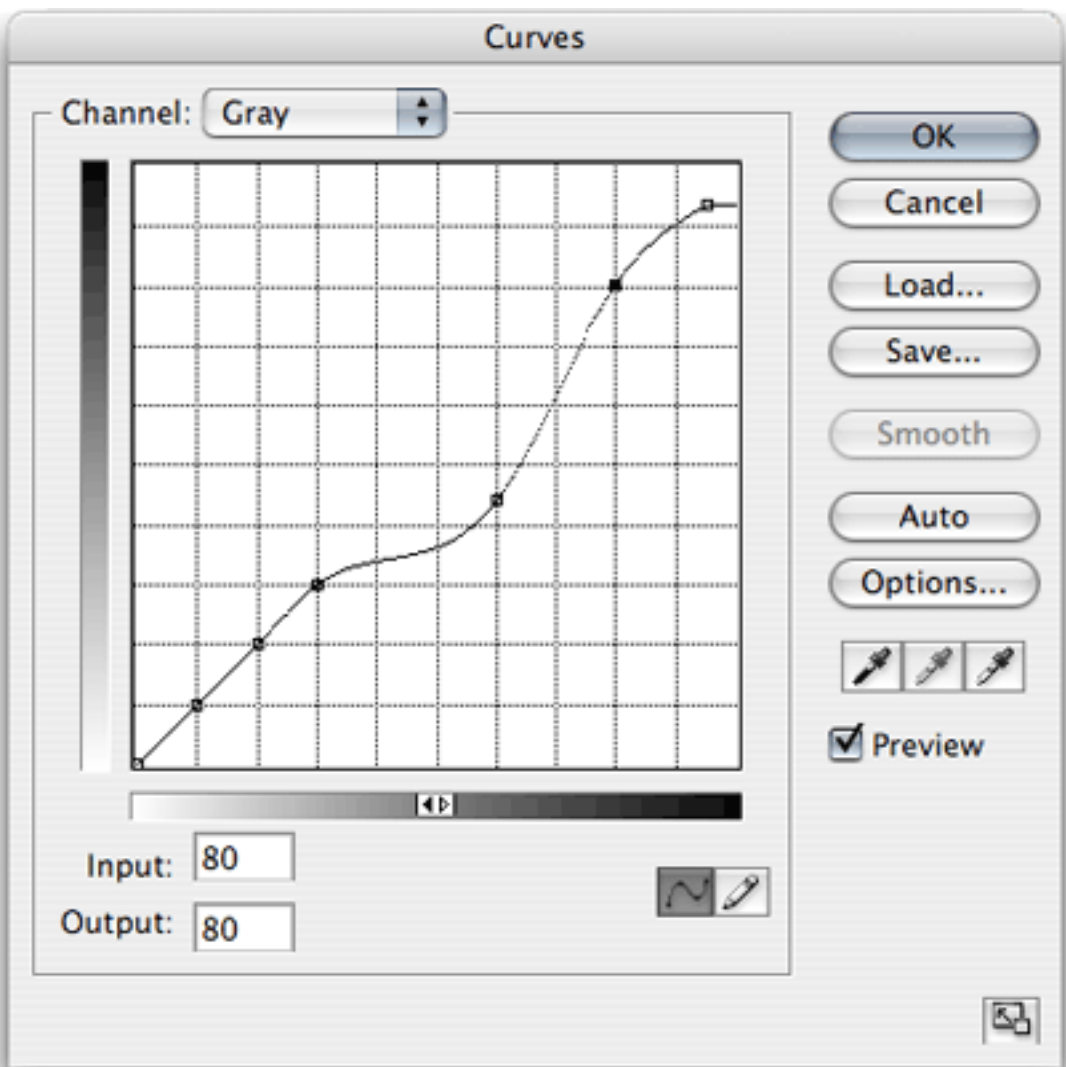 Curves
Channel: Gray
OK
Cancel
Load...
Save...
Smooth
Auto
Options...
Preview
Input: 80
Output: 80